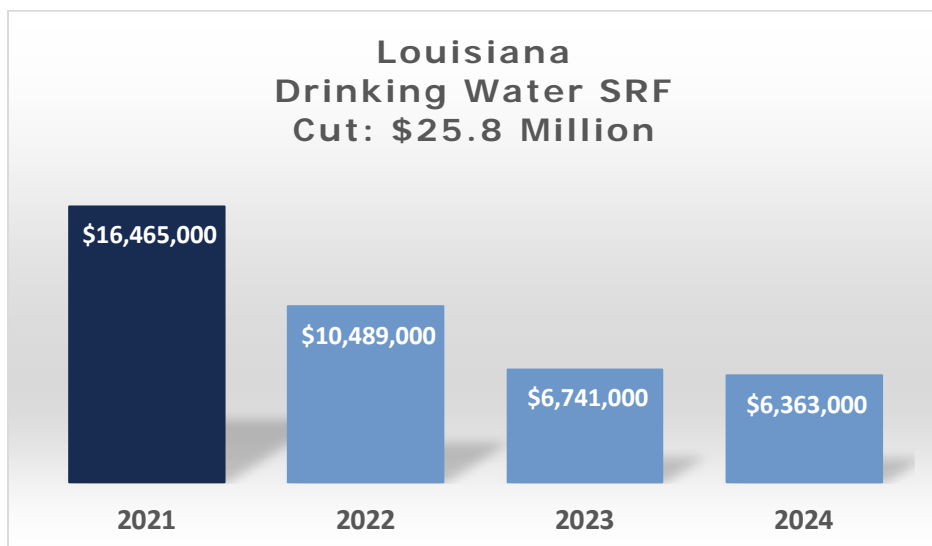 Louisiana
Drinking Water SRF
Cut: $25.8 Million
$16,465,000
$10,489,000
$6,741,000
$6,363,000
2021
2022
2023
2024